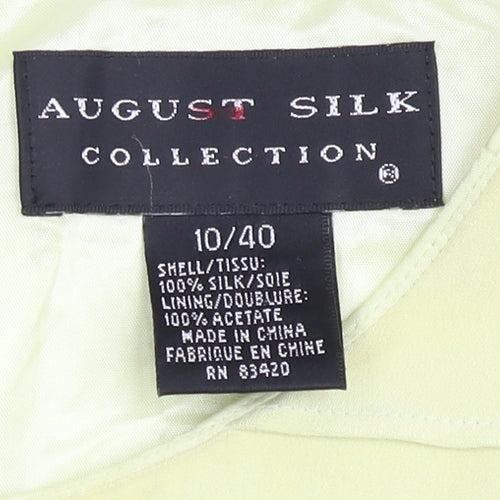 AUGUST SILK
COLLECTION ®
10/40
SHELL/TISSU:
100% SILK/SOIE
LINING/DOUBLURE:
100% ACETATE
MADE IN CHINA
FABRIQUE EN CHINE
RN 83420